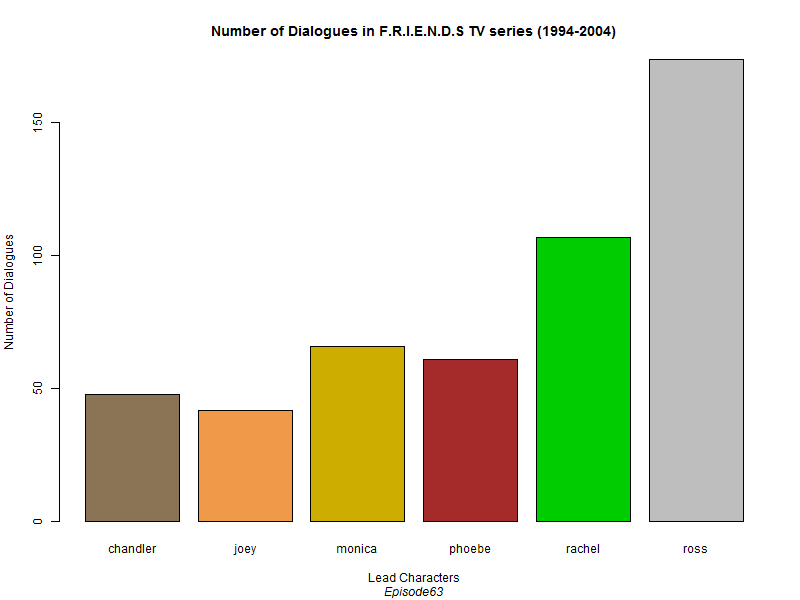 Number of Dialogues in F.R.I.E.N.D.S TV series (1994-2004)
Number of Dialogues
150
100
50
0
chandler joey monica phoebe rachel ross
Lead Characters
Episode63